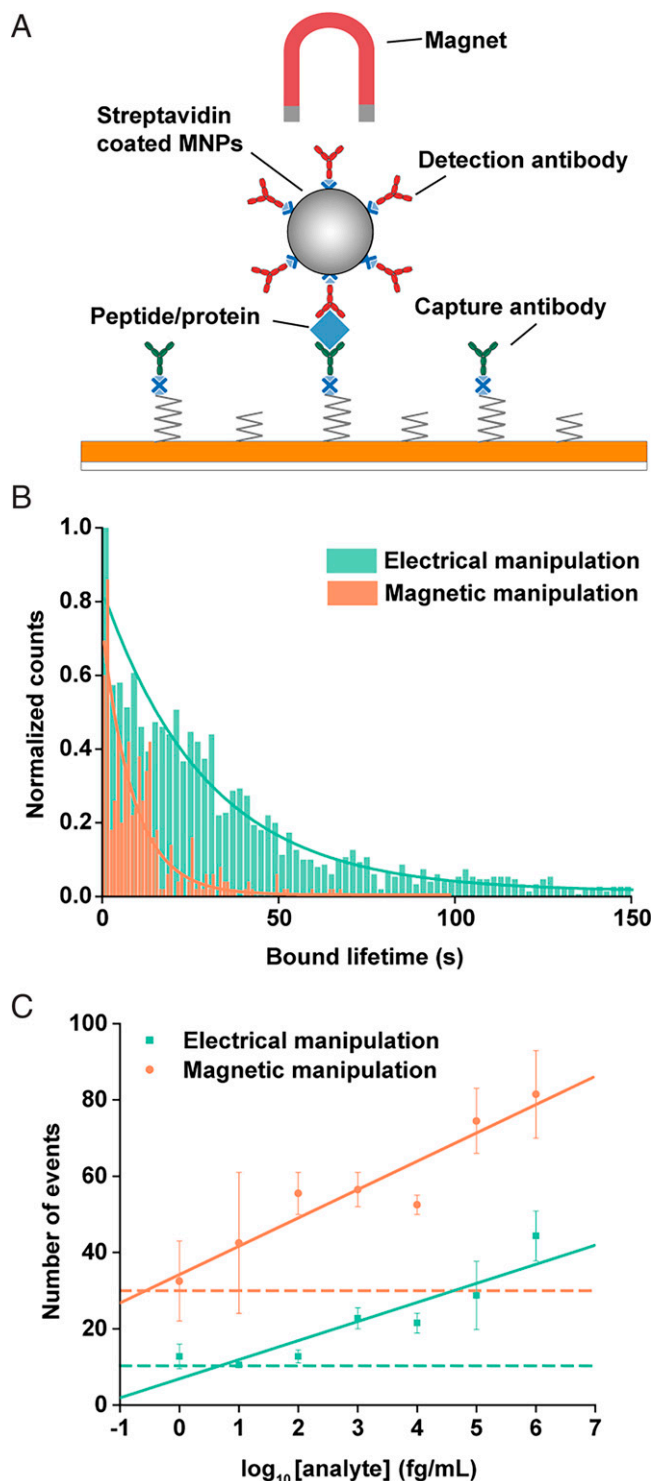 A
Magnet
Streptavidin
coated MNPs
Detection antibody
Peptide/protein
Capture antibody
B
1.0
0.8
0.6
0.4
0.2
0.0
Normalized counts
Electrical manipulation
Magnetic manipulation
0 50 100 150
Bound lifetime (s)
C
100
80
60
40
20
0
Number of events
Electrical manipulation
Magnetic manipulation
-1 0 1 2 3 4 5 6 7
log₁₀ [analyte] (fg/mL)